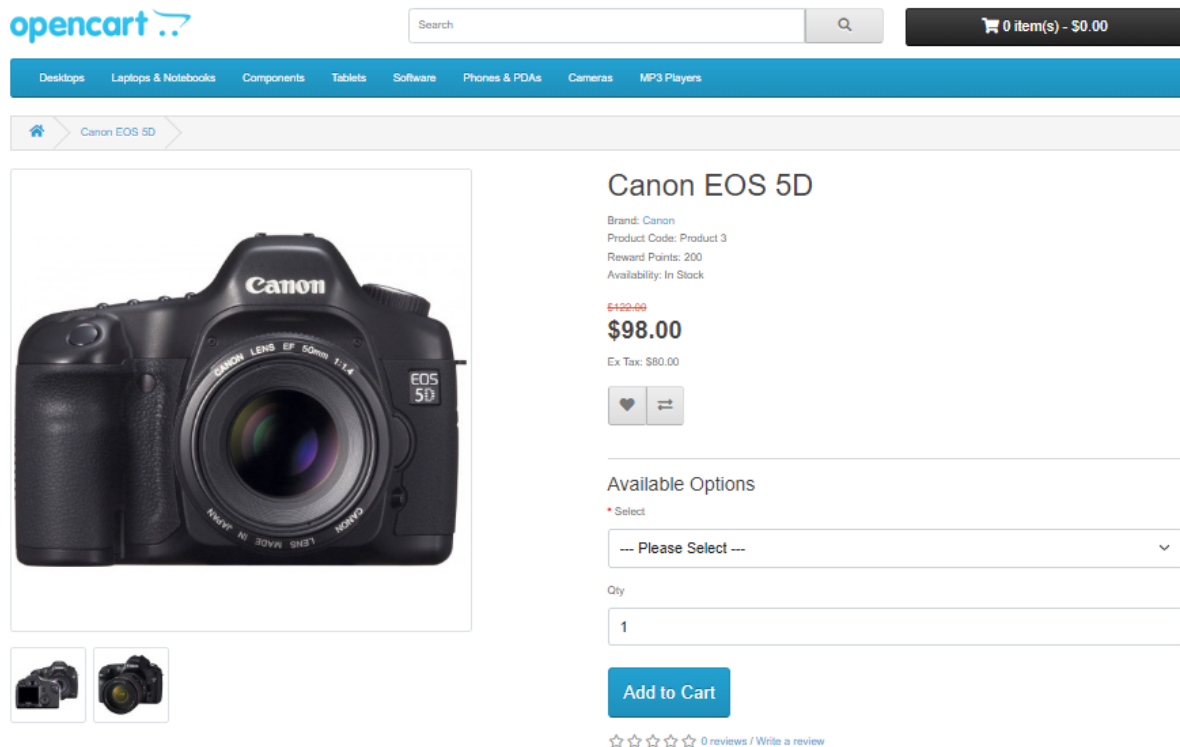 opencart
Search
0 item(s) - $0.00
Desktops Laptops & Notebooks Components Tablets Software Phones & PDAs Cameras MP3 Players
Canon EOS 5D
Canon EOS 5D
Brand: Canon
Product Code: Product 3
Reward Points: 200
Availability: In Stock
$122.00
$98.00
Ex Tax: $80.00
Available Options
* Select
--- Please Select ---
Qty
1
Add to Cart
0 reviews / Write a review
Canon
CANON LENS EF 50mm 1:1.4
EOS
5D
CANON LENS MADE IN JAPAN